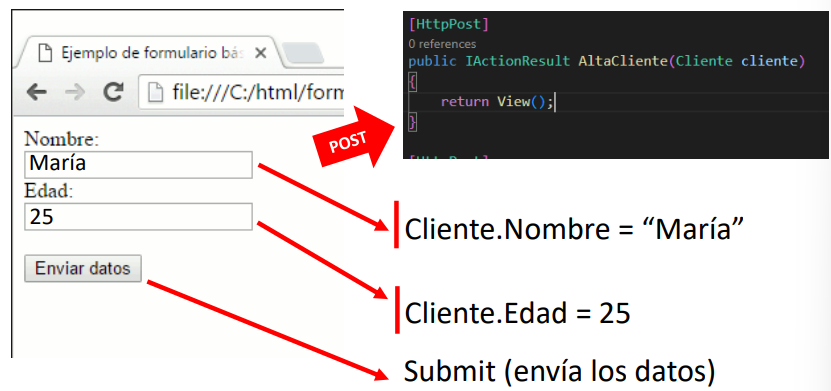 Ejemplo de formulario bá
file:///C:/html/form
Nombre:
María
Edad:
25
Enviar datos
POST
[HttpPost]
0 references
public IActionResult AltaCliente(Cliente cliente)
{
return View();
}
[HttpPost]
Cliente.Nombre = “María”
Cliente.Edad = 25
Submit (envía los datos)